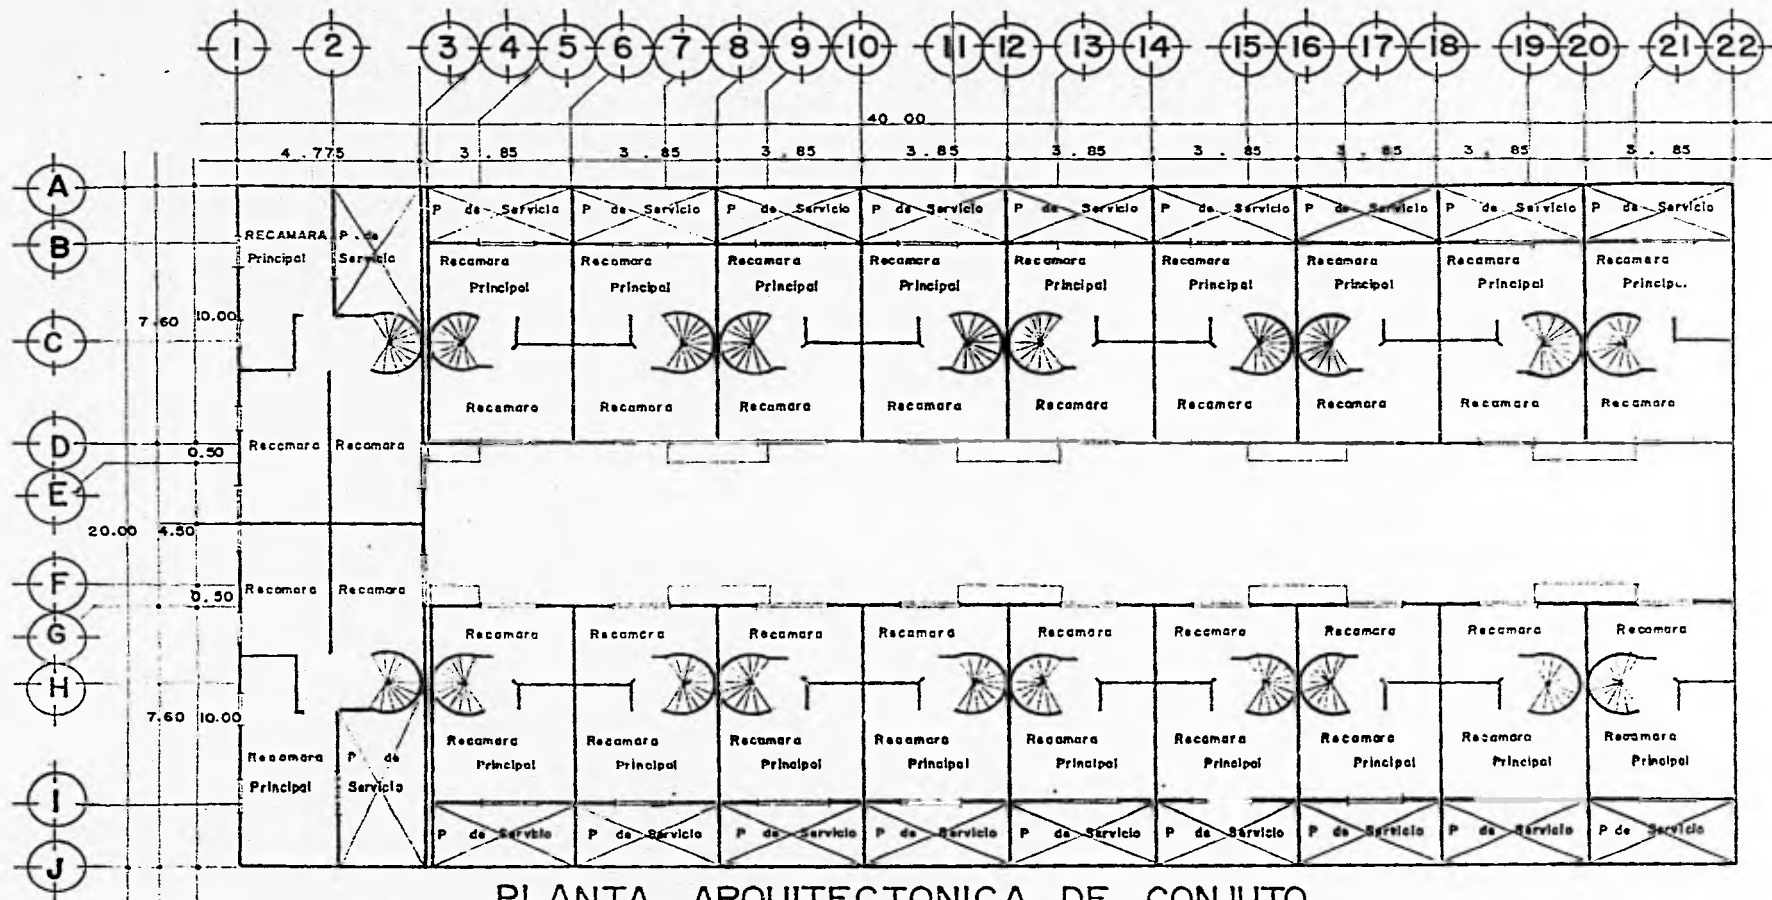 1 2 3 4 5 6 7 8 9 10 11 12 13 14 15 16 17 18 19 20 21 22
40.00
4.775 3.85 3.85 3.85 3.85 3.85 3.85 3.85 3.85 3.85
A
P de Servicio P de Servicio P de Servicio P de Servicio P de Servicio P de Servicio P de Servicio P de Servicio P de Servicio
RECAMARA P. de
B
Principal Servicio
Recamara Recamara Recamara Recamara Recamara Recamara Recamara Recamara Recamara
Principal Principal Principal Principal Principal Principal Principal Principal
7.60 10.00
C
Recamara Recamara Recamara Recamara Recamara Recamara Recamara Recamara Recamara
D
Recamara Recamara
0.50
E
20.00 4.50
F
Recamara Recamara
0.50
G
Recamara Recamara Recamara Recamara Recamara Recamara Recamara Recamara Recamara
H
7.60 10.00
Recamara Recamara Recamara Recamara Recamara Recamara Recamara Recamara Recamara
Principal Principal Principal Principal Principal Principal Principal Principal Principal
Recamara P de
Principal Servicio
I
P de Servicio P de Servicio P de Servicio P de Servicio P de Servicio P de Servicio P de Servicio P de Servicio P de Servicio
J
PLANTA ARQUITECTONICA DE CONJUTO